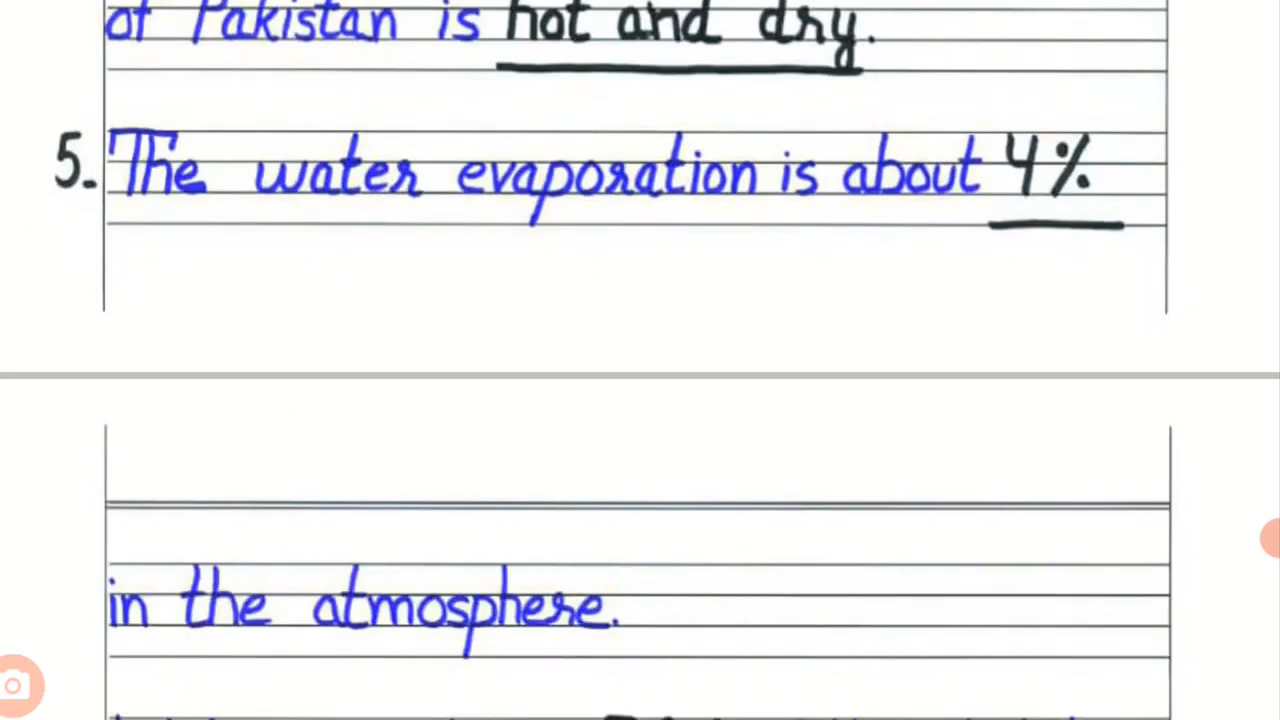 of Pakistan is hot and dry.
5. The water evaporation is about 4%
in the atmosphere.